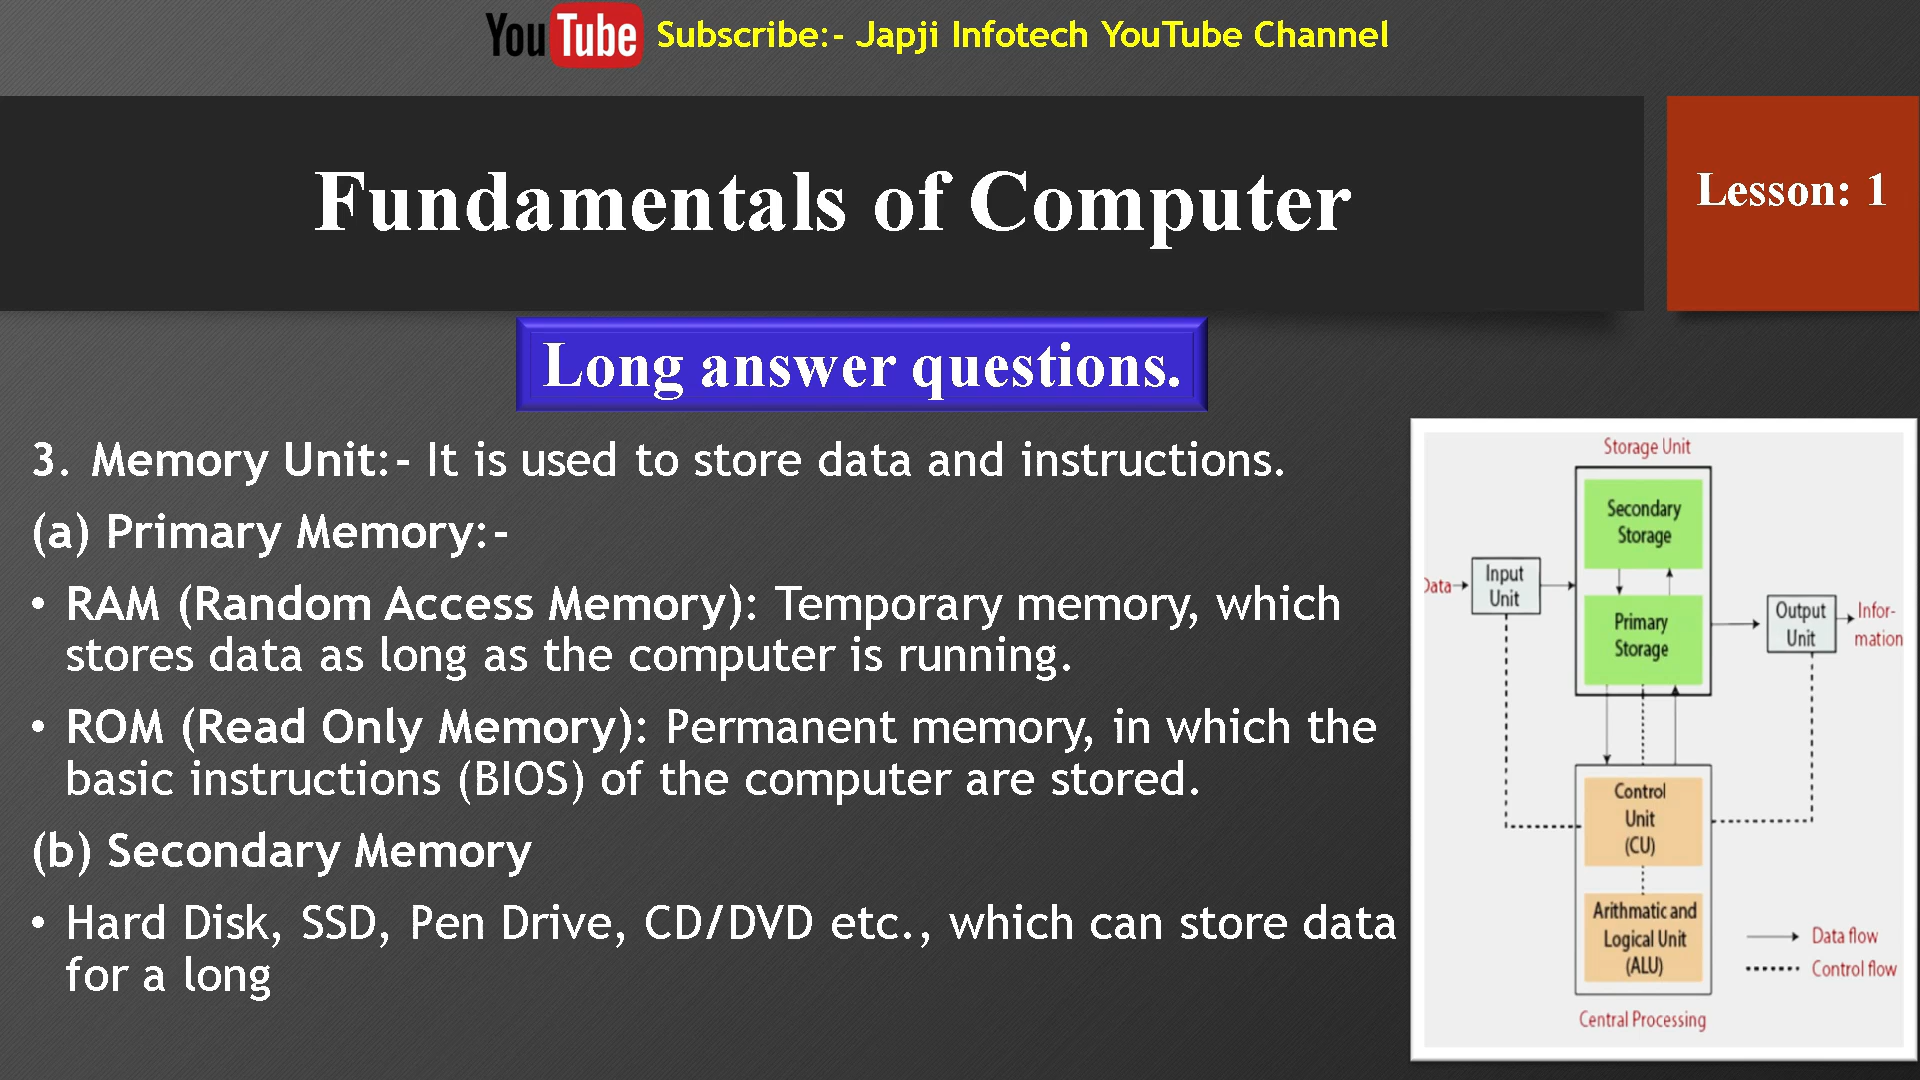 YouTube Subscribe:- Japji Infotech YouTube Channel
Fundamentals of Computer
Lesson: 1
Long answer questions.
3. Memory Unit:- It is used to store data and instructions.
(a) Primary Memory:-
• RAM (Random Access Memory): Temporary memory, which
stores data as long as the computer is running.
• ROM (Read Only Memory): Permanent memory, in which the
basic instructions (BIOS) of the computer are stored.
(b) Secondary Memory
• Hard Disk, SSD, Pen Drive, CD/DVD etc., which can store data
for a long
Storage Unit
Secondary
Storage
Data
Input
Unit
Primary
Storage
Output
Unit
Infor-
mation
Control
Unit
(CU)
Arithmatic and
Logical Unit
(ALU)
Data flow
Control flow
Central Processing